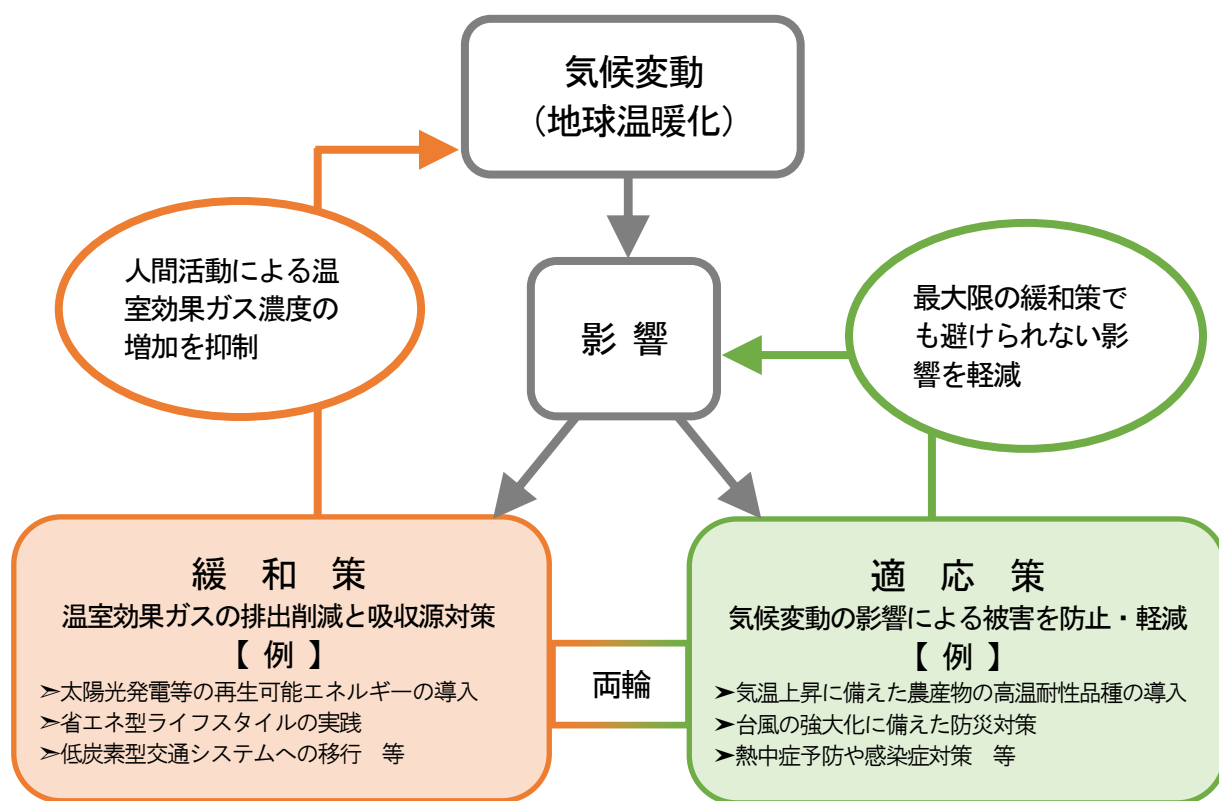 気候変動
（地球温暖化）
人間活動による温
室効果ガス濃度の
増加を抑制
影 響
最大限の緩和策で
も避けられない影
響を軽減
緩 和 策
温室効果ガスの排出削減と吸収源対策
【 例 】
➣太陽光発電等の再生可能エネルギーの導入
➣省エネ型ライフスタイルの実践
➣低炭素型交通システムへの移行　等
両輪
適 応 策
気候変動の影響による被害を防止・軽減
【 例 】
➤気温上昇に備えた農産物の高温耐性品種の導入
➤台風の強大化に備えた防災対策
➤熱中症予防や感染症対策　等